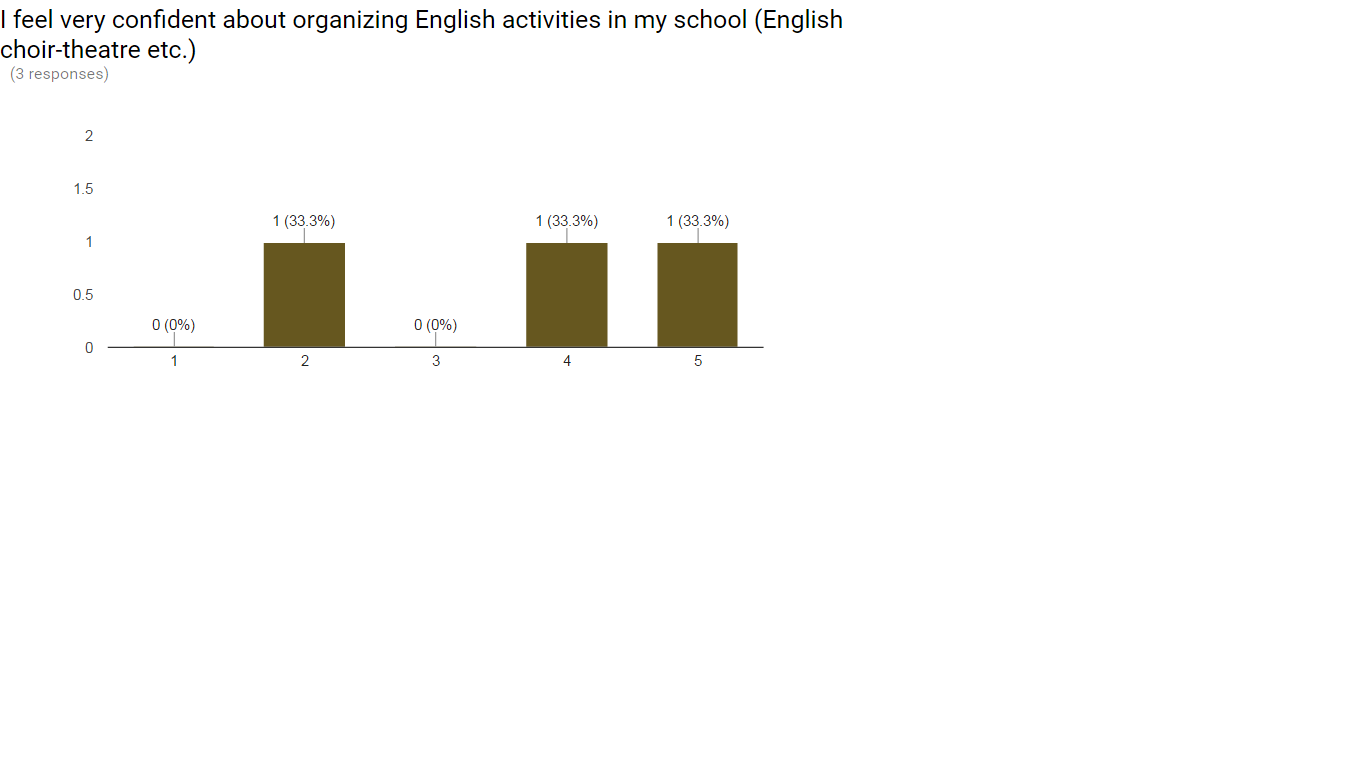 I feel very confident about organizing English activities in my school (English
choir-theatre etc.)
(3 responses)
2
1.5
1 (33.3%) 1 (33.3%) 1 (33.3%)
1
0.5
0 (0%) 0 (0%)
0
1 2 3 4 5